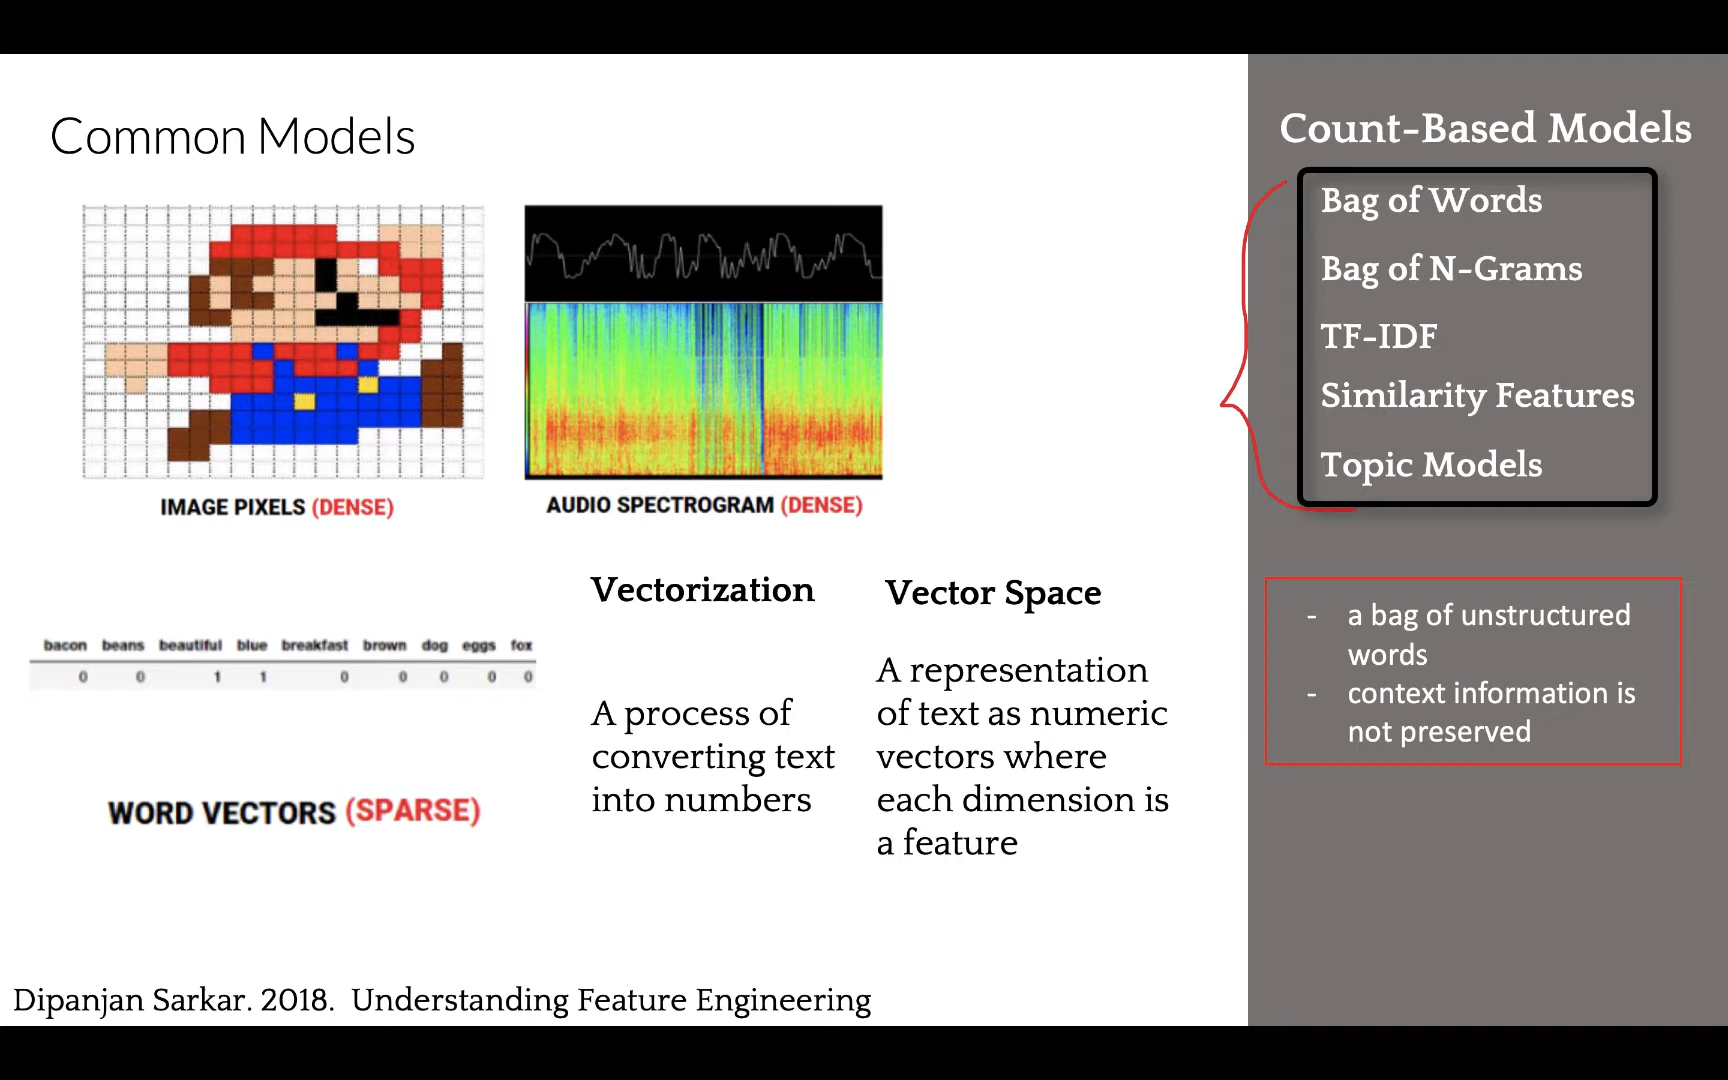 Common Models
IMAGE PIXELS (DENSE)
AUDIO SPECTROGRAM (DENSE)
bacon beans beautiful blue breakfast brown dog eggs fox
0 0 1 1 0 0 0 0 0
WORD VECTORS (SPARSE)
Vectorization
A process of
converting text
into numbers
Vector Space
A representation
of text as numeric
vectors where
each dimension is
a feature
Dipanjan Sarkar. 2018. Understanding Feature Engineering
Count-Based Models
Bag of Words
Bag of N-Grams
TF-IDF
Similarity Features
Topic Models
- a bag of unstructured
words
- context information is
not preserved